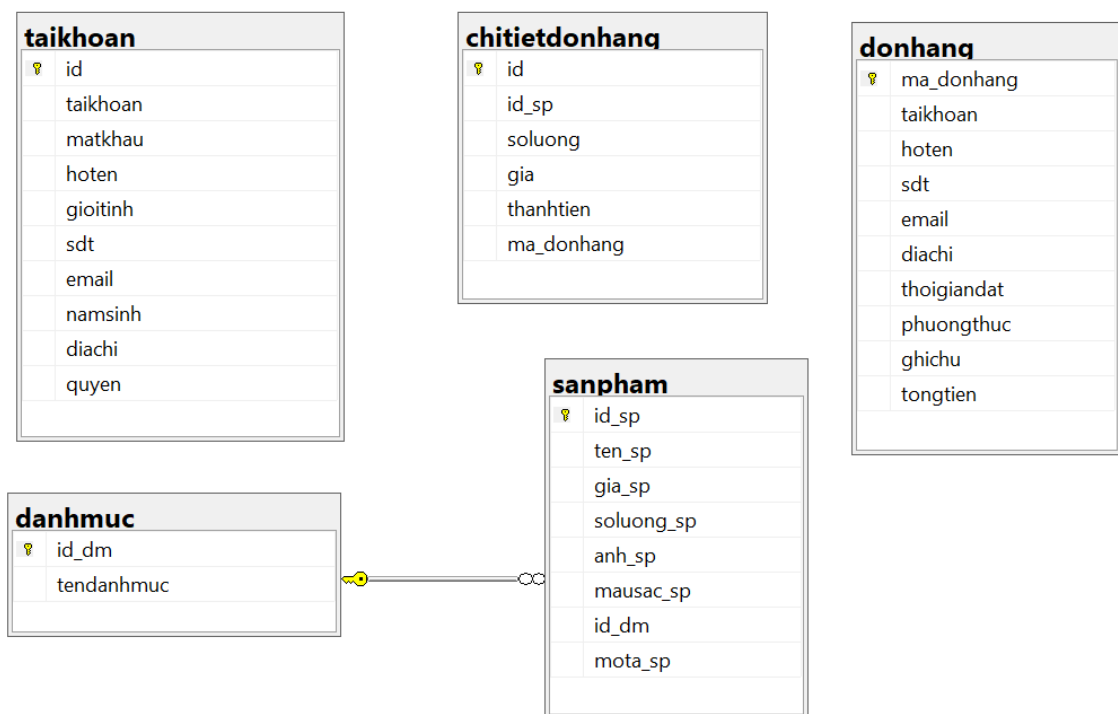 taikhoan
id
taikhoan
matkhau
hoten
gioitinh
sdt
email
namsinh
diachi
quyen
chitietdonhang
id
id_sp
soluong
gia
thanhtien
ma_donhang
donhang
ma_donhang
taikhoan
hoten
sdt
email
diachi
thoigiandat
phuongthuc
ghichu
tongtien
danhmuc
id_dm
tendanhmuc
sanpham
id_sp
ten_sp
gia_sp
soluong_sp
anh_sp
mausac_sp
id_dm
mota_sp